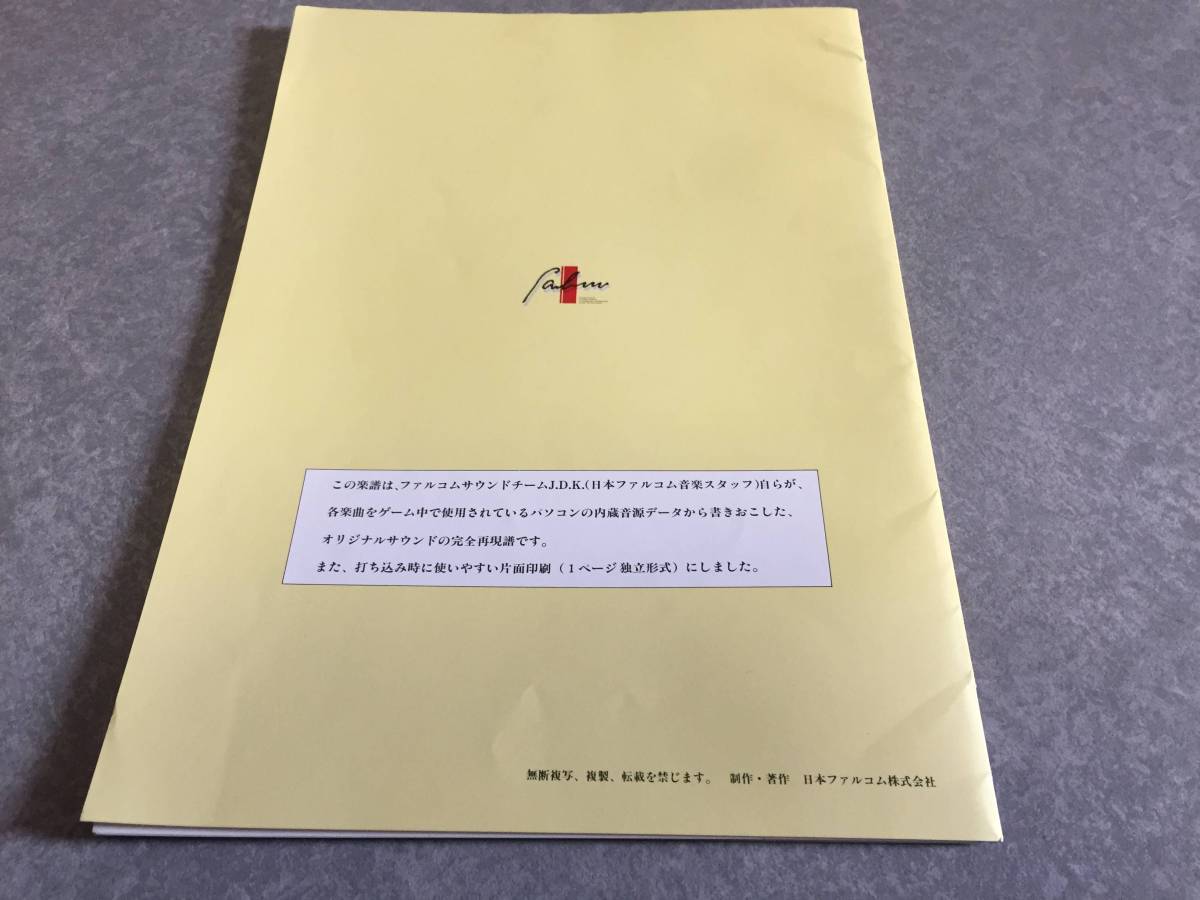 falcom
この楽譜は、ファルコムサウンドチームJ.D.K.(日本ファルコム音楽スタッフ)自らが、
各楽曲をゲーム中で使用されているパソコンの内蔵音源データから書きおこした、
オリジナルサウンドの完全再現譜です。
また、打ち込み時に使いやすい片面印刷（1ページ独立形式）にしました。
無断複写、複製、転載を禁じます。　制作・著作　日本ファルコム株式会社